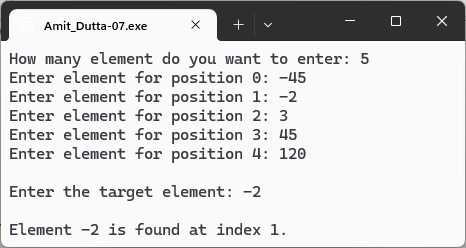 Amit_Dutta-07.exe
How many element do you want to enter: 5
Enter element for position 0: -45
Enter element for position 1: -2
Enter element for position 2: 3
Enter element for position 3: 45
Enter element for position 4: 120
Enter the target element: -2
Element -2 is found at index 1.